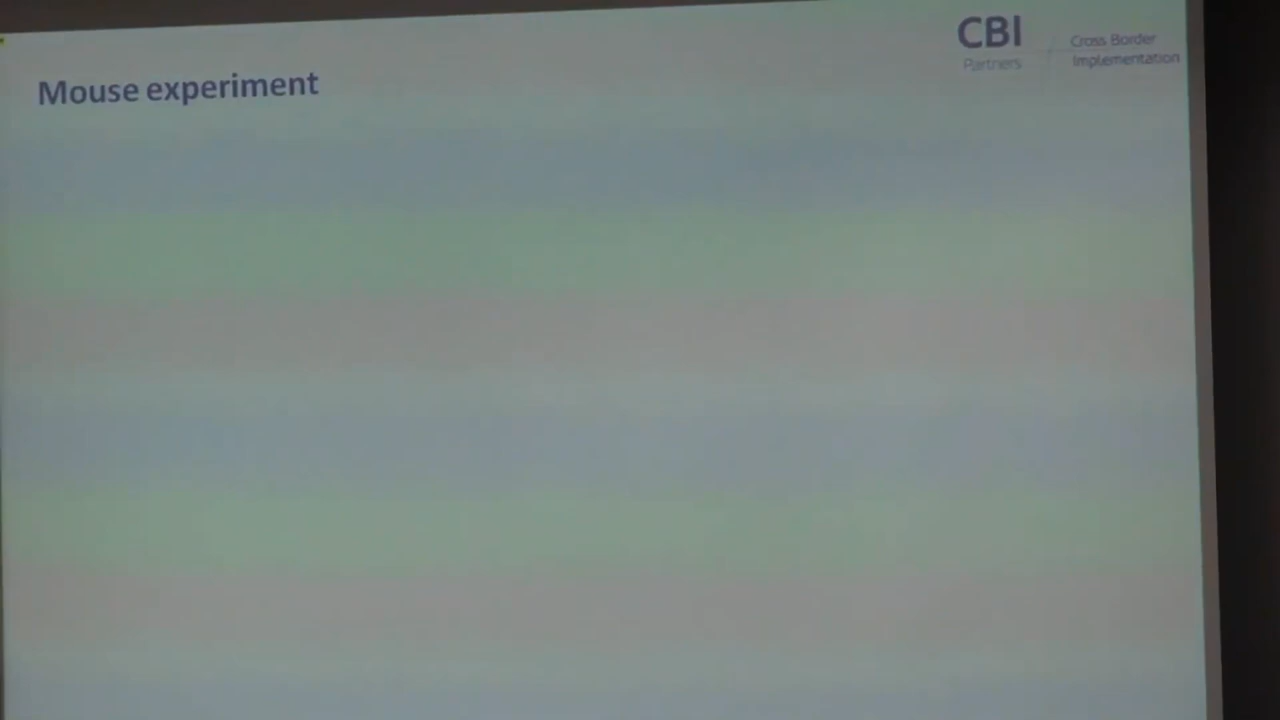 CBI
Partners
Cross Border
Implementation
Mouse experiment